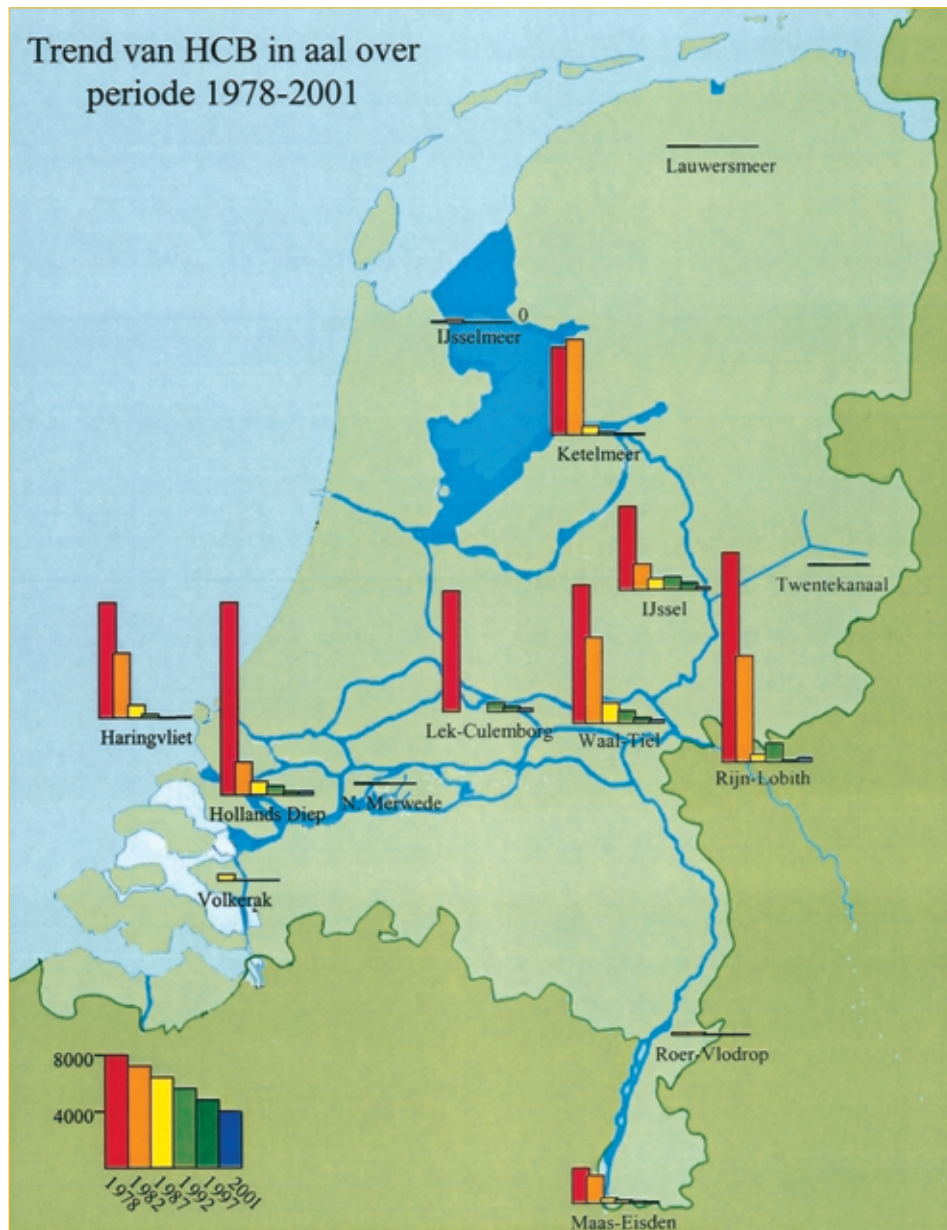 Trend van HCB in aal over
periode 1978-2001
Lauwersmeer
0
IJsselmeer
Ketelmeer
Twentekanaal
IJssel
Haringvliet
Lek-Culemborg
Waal-Tiel
Rijn-Lobith
Hollands Diep
N. Merwede
Volkerak
Roer-Vlodrop
8000
4000
1978
1982
1987
1992
1997
2001
Maas-Eisden